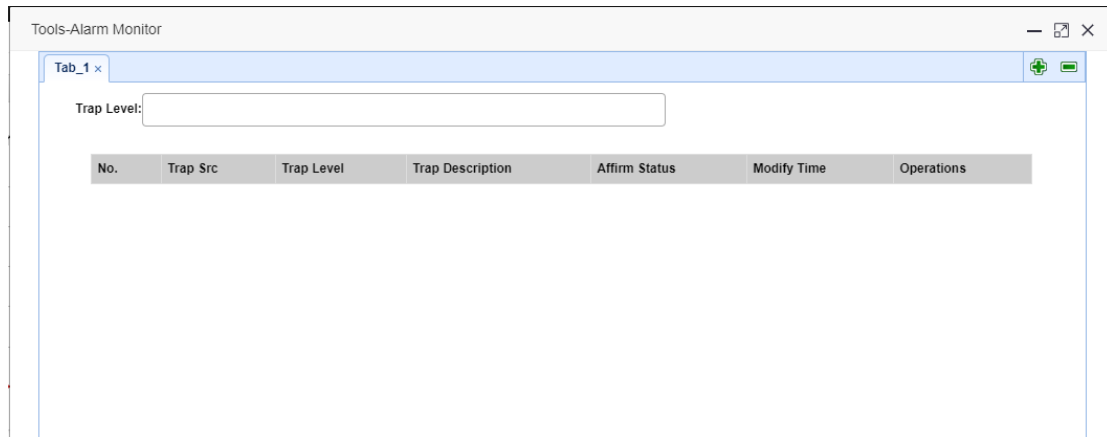 Tools-Alarm Monitor
Tab_1 ×
Trap Level:
No. Trap Src Trap Level Trap Description Affirm Status Modify Time Operations